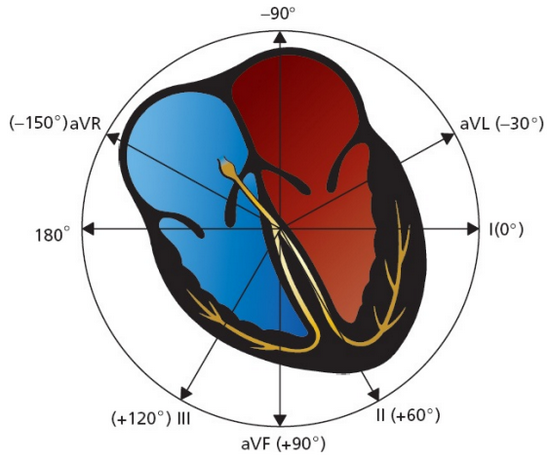 −90°
(−150°) aVR
aVL (−30°)
180°
I(0°)
(+120°) III
II (+60°)
aVF (+90°)